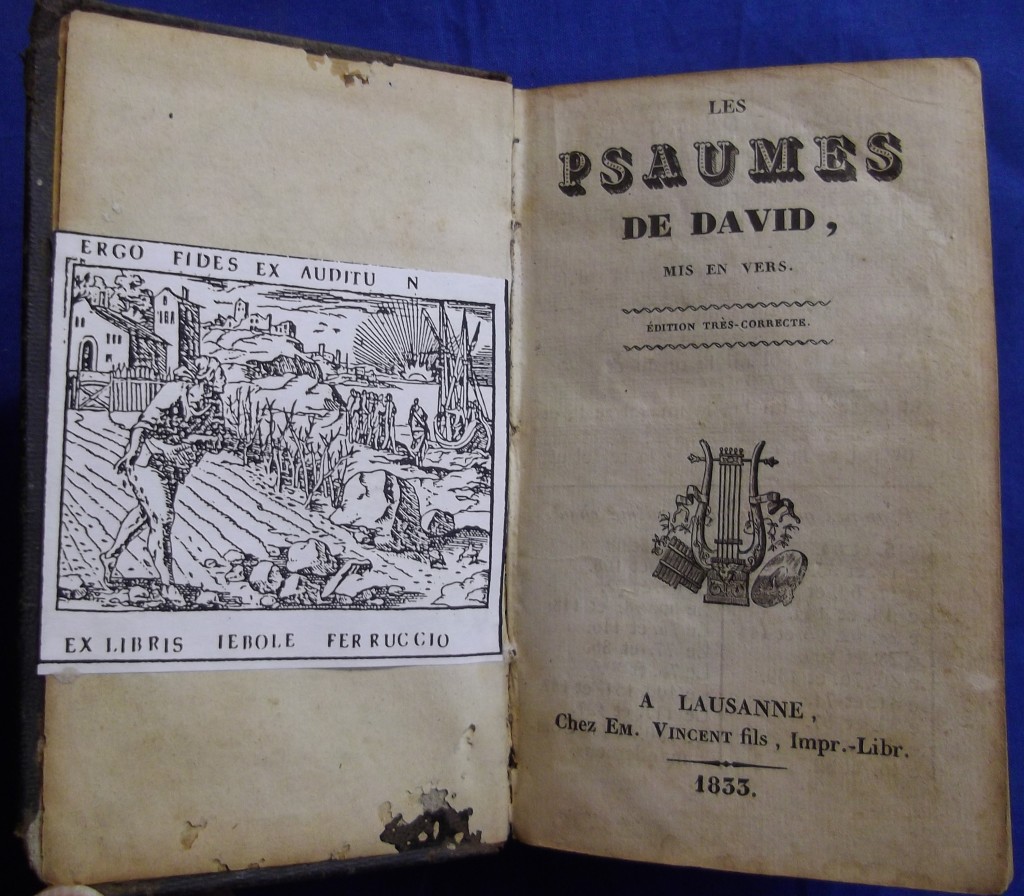 ERGO FIDES EX AUDITU N
EX LIBRIS IEBOLE FERRUCCIO
LES
PSAUMES
DE DAVID,
MIS EN VERS.
ÉDITION TRÈS-CORRECTE.
A LAUSANNE,
Chez EM. VINCENT fils, Impr.-Libr.
1833.